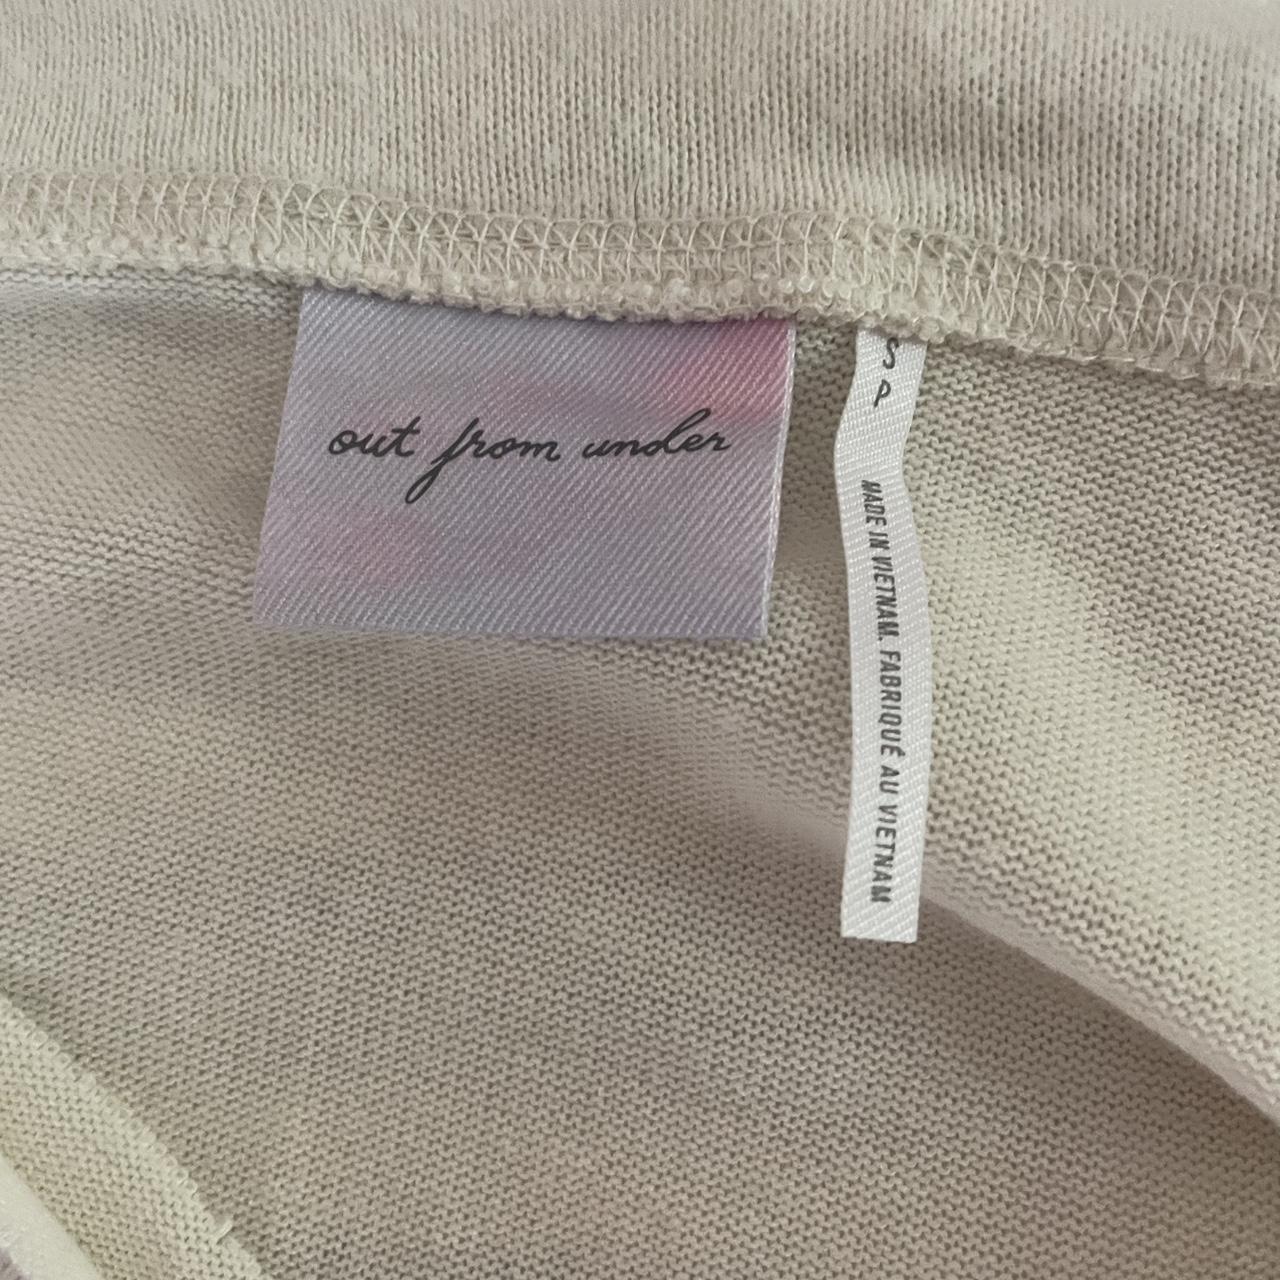 out from under
S
P
MADE IN VIETNAM. FABRIQUÉ AU VIETNAM